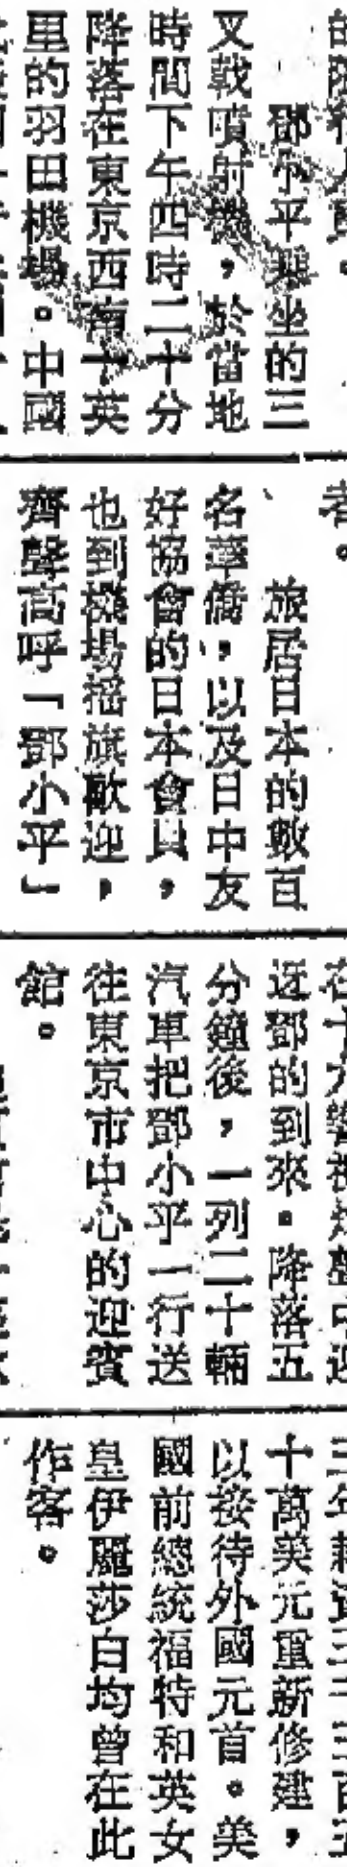 鄧小平乘坐的三
叉戟噴射機，於當地
時間下午四時二十分
降落在東京西南十英
里的羽田機場。中國
者。
旅居日本的數百
名華僑，以及日中友
好協會的日本會員，
也到機場搖旗歡迎，
齊聲高呼「鄧小平」
迓鄧的到來。降落五
分鐘後，一列二十輛
汽車把鄧小平一行送
往東京市中心的迎賓
館。
十萬美元重新修建，
以接待外國元首。美
國前總統福特和英女
皇伊麗莎白均曾在此
作客。